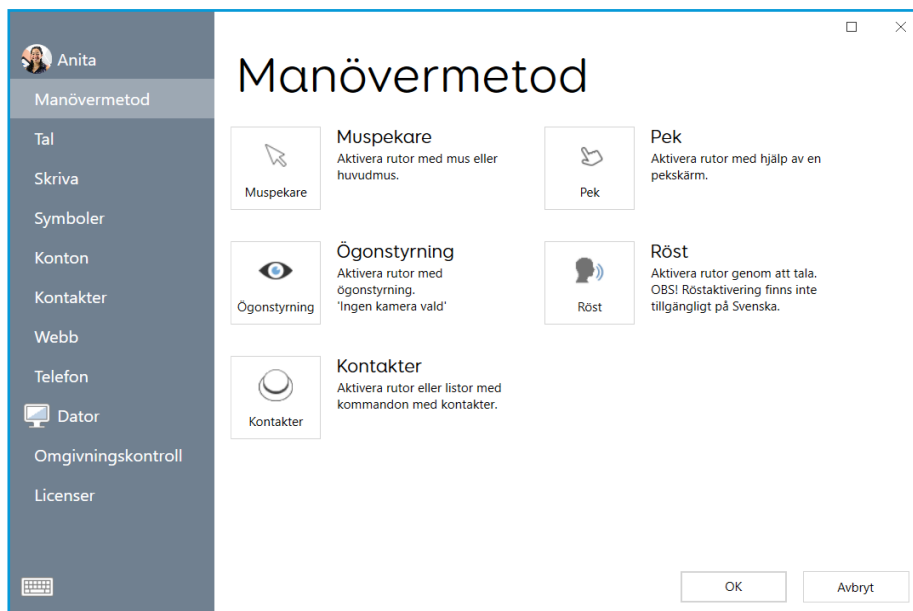 Anita
Manövermetod
Tal
Skriva
Symboler
Konton
Kontakter
Webb
Telefon
Dator
Omgivningskontroll
Licenser
Manövermetod
Muspekare
Muspekare
Aktivera rutor med mus eller
huvudmus.
Pek
Pek
Aktivera rutor med hjälp av en
pekskärm.
Ögonstyrning
Ögonstyrning
Aktivera rutor med
ögonstyrning.
'Ingen kamera vald'
Röst
Röst
Aktivera rutor genom att tala.
OBS! Röstaktivering finns inte
tillgängligt på Svenska.
Kontakter
Kontakter
Aktivera rutor eller listor med
kommandon med kontakter.
OK
Avbryt